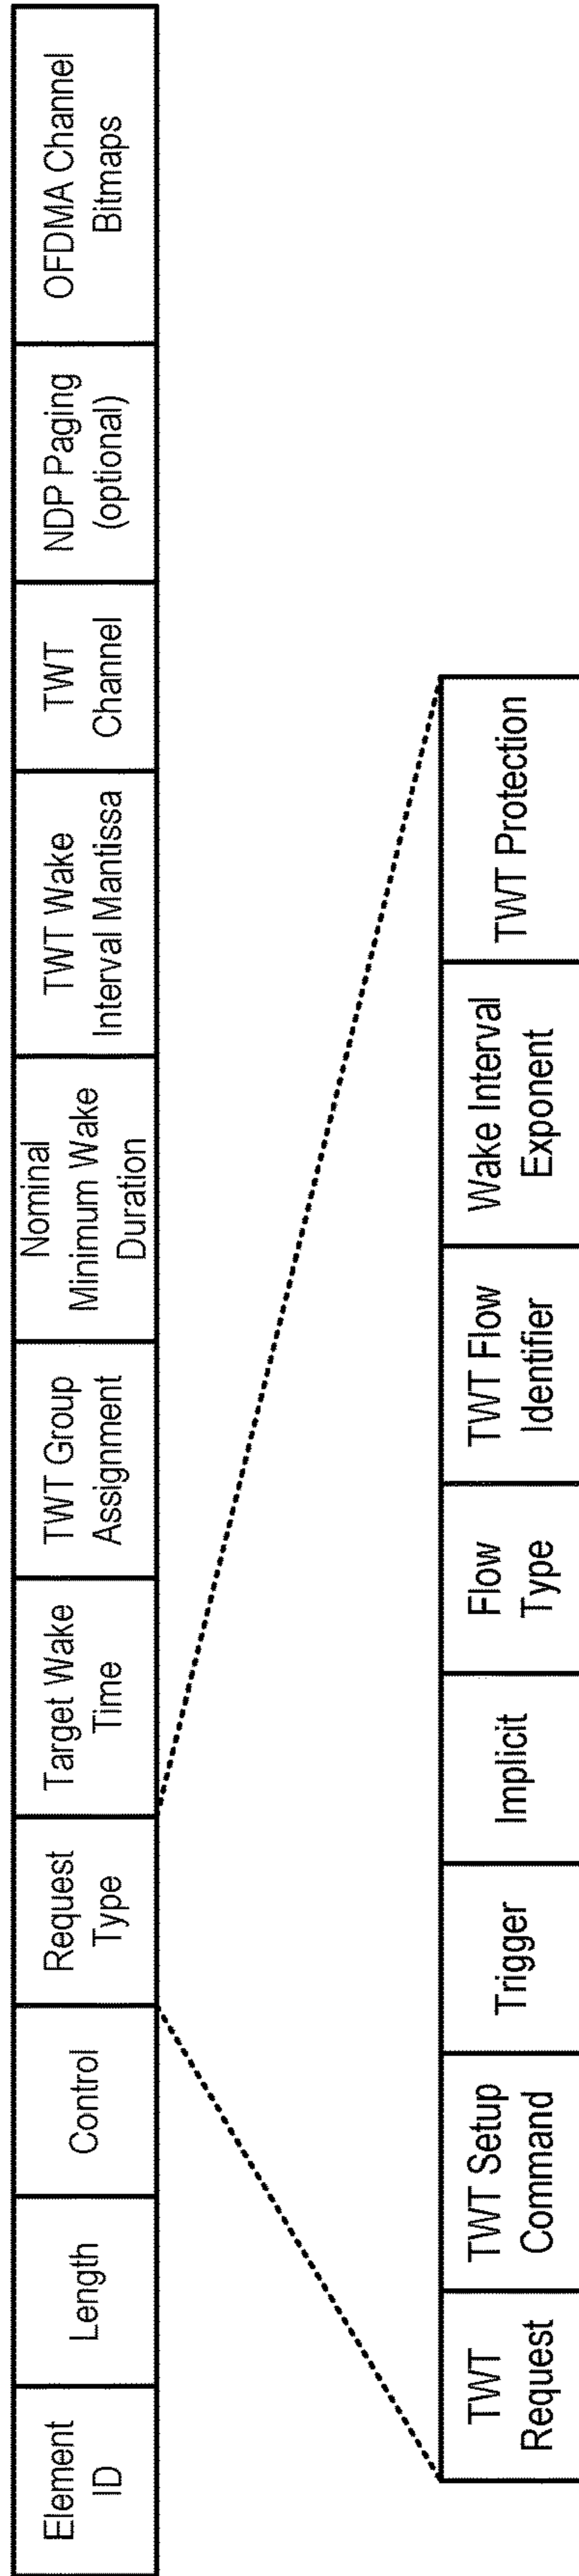 Element
ID
Length
Control
Request
Type
Target Wake
Time
TWT Group
Assignment
Nominal
Minimum Wake
Duration
TWT Wake
Interval Mantissa
TWT
Channel
NDP Paging
(optional)
OFDMA Channel
Bitmaps
TWT
Request
TWT Setup
Command
Trigger
Implicit
Flow
Type
TWT Flow
Identifier
Wake Interval
Exponent
TWT Protection